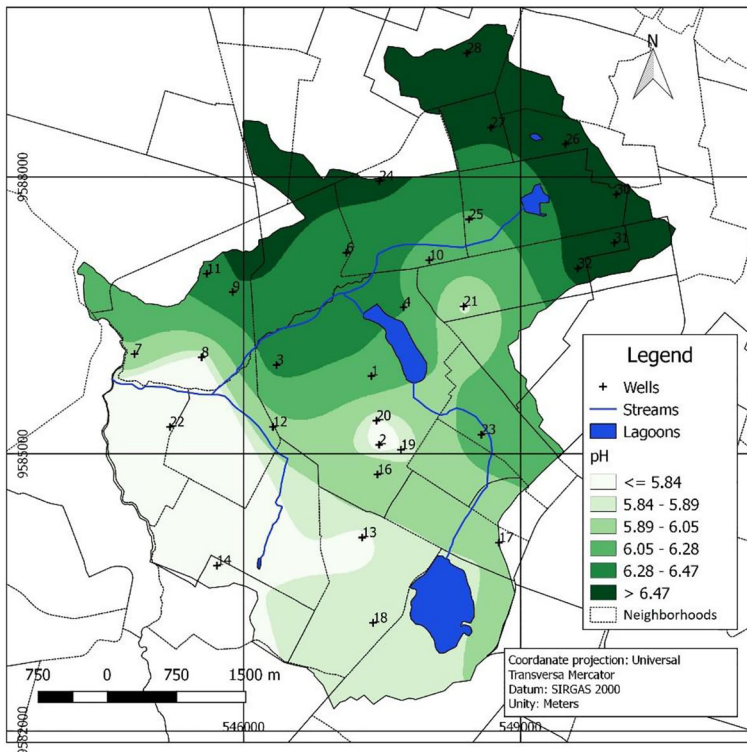 28
N
27
26
9588000
24
30
25
31
6
10
11
32
9
4
21
7
8
3
1
Legend
Wells
Streams
Lagoons
pH
<= 5.84
5.84 - 5.89
5.89 - 6.05
6.05 - 6.28
6.28 - 6.47
> 6.47
Neighborhoods
20
22
12
23
2
19
9585000
16
13
17
14
18
Coordanate projection: Universal
Transversa Mercator
Datum: SIRGAS 2000
Unity: Meters
750 0 750 1500 m
546000
549000
9582000